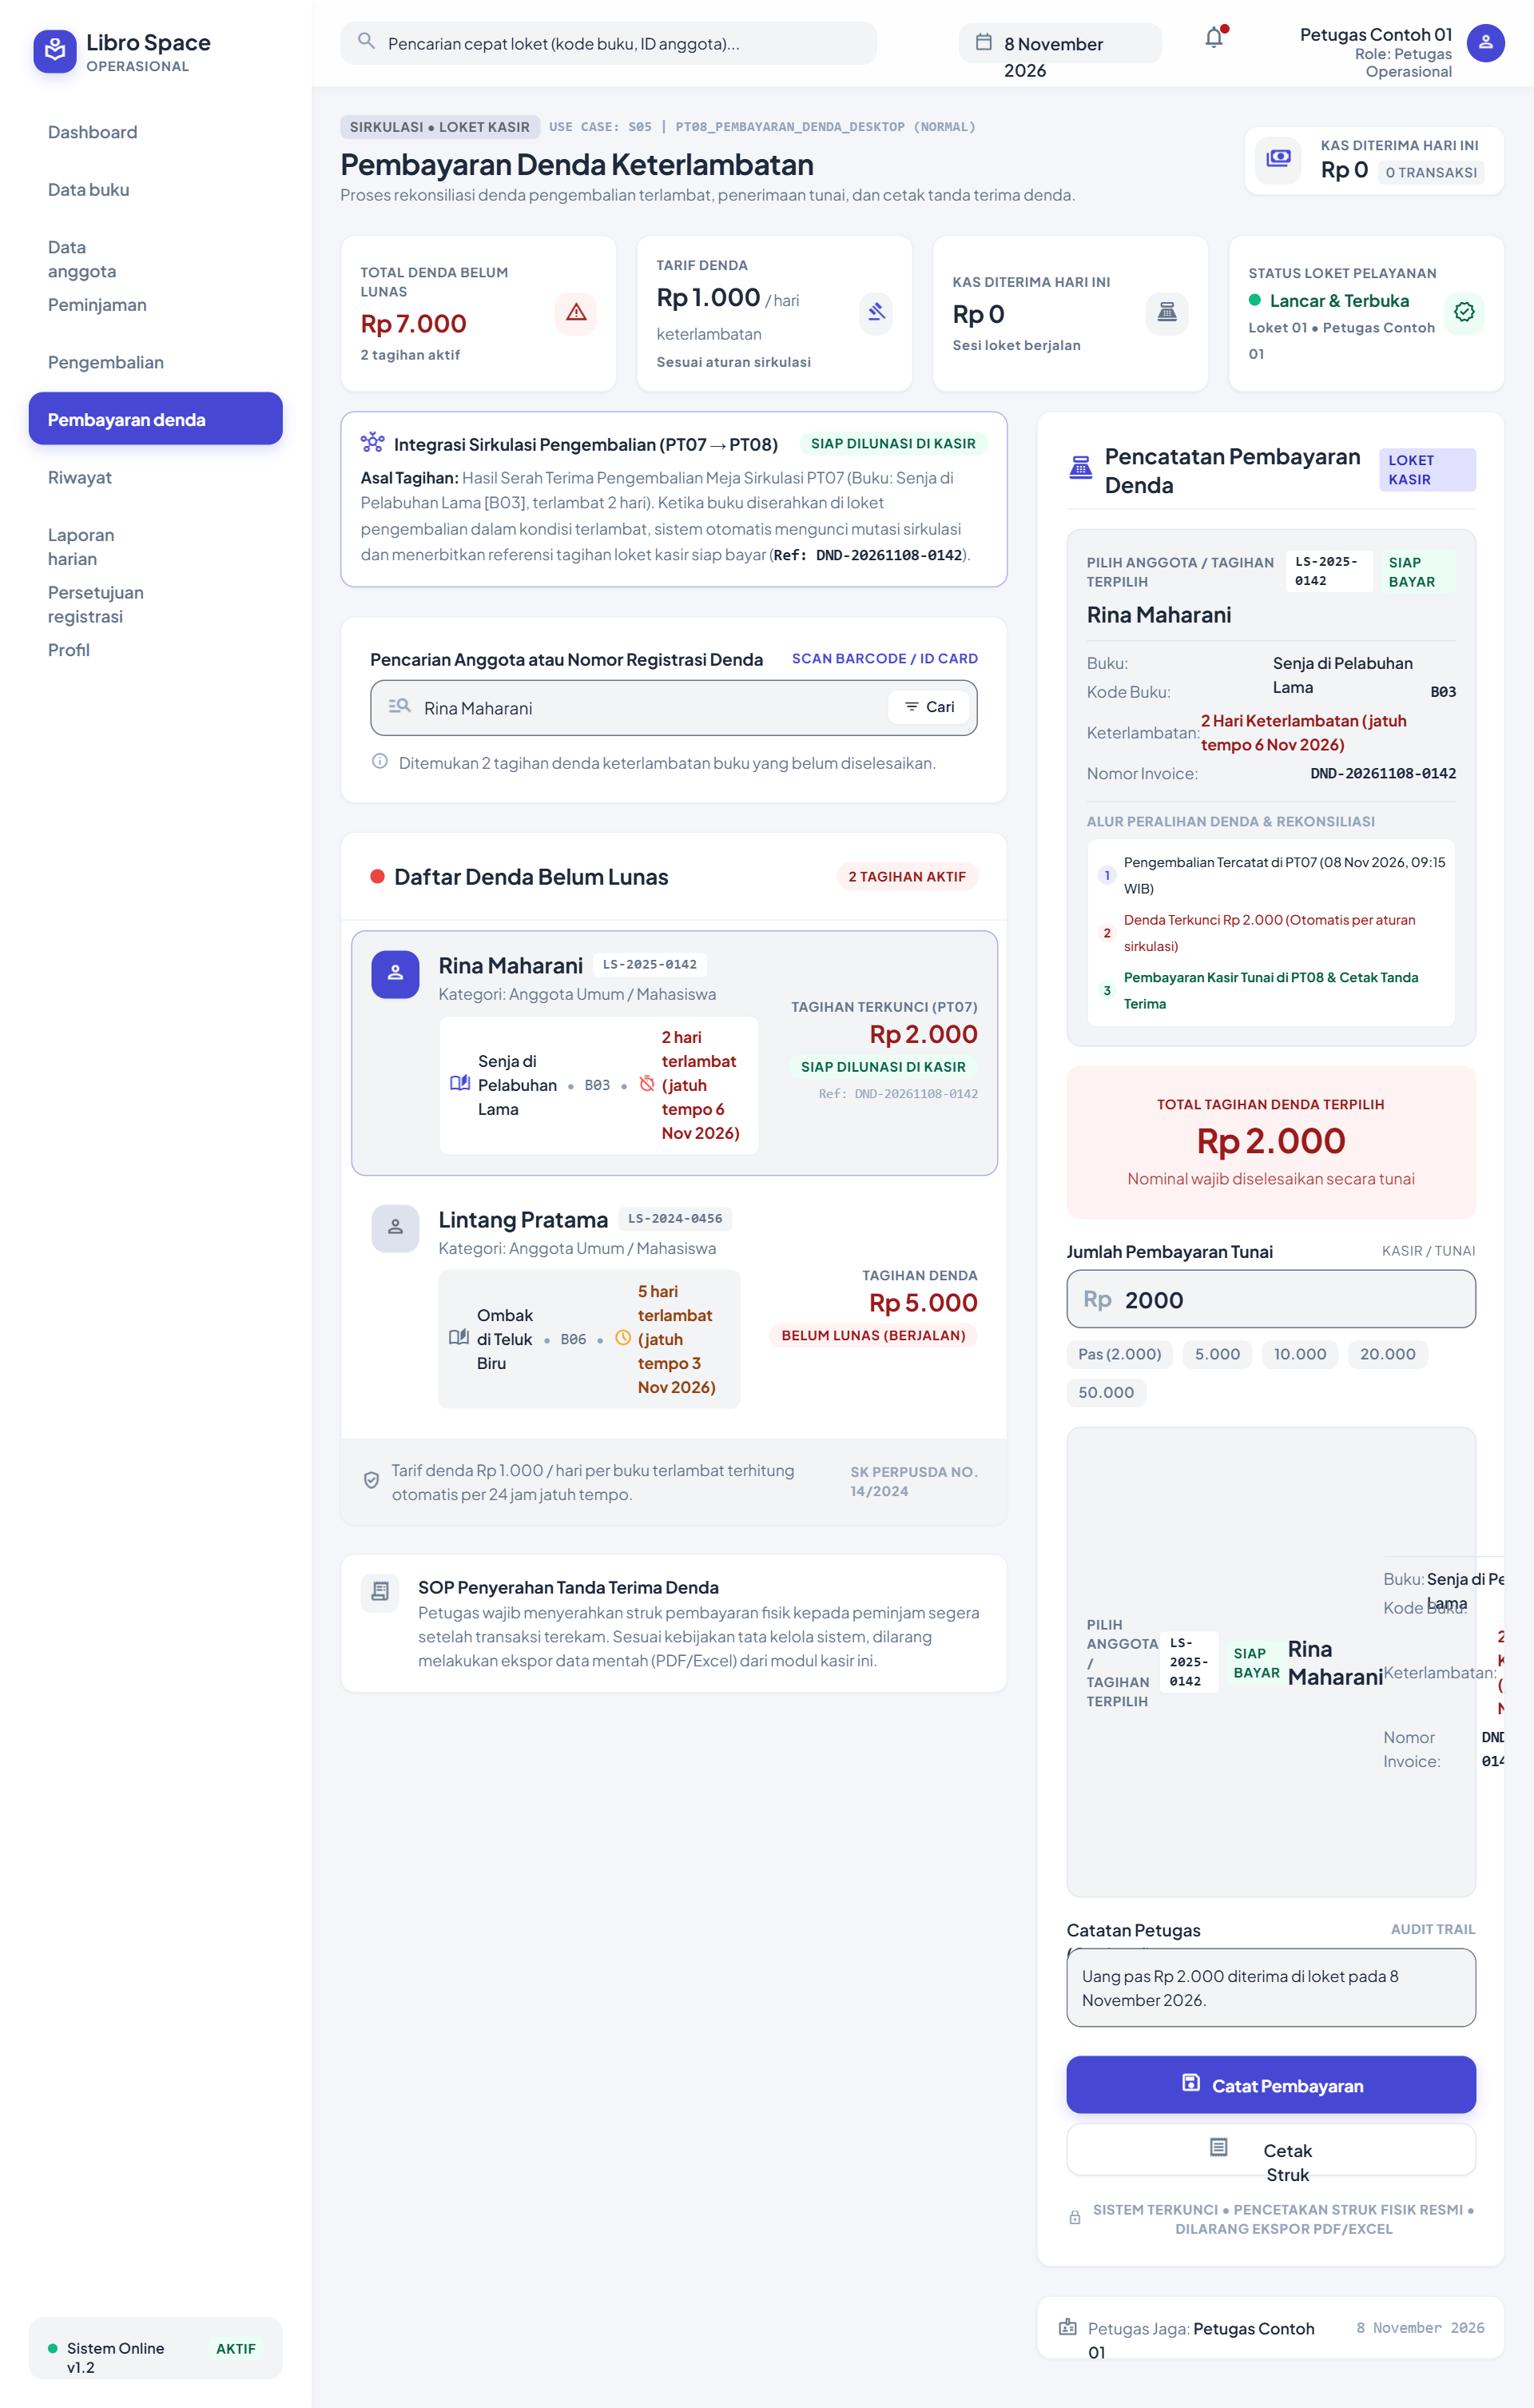 Libro Space
OPERASIONAL
Dashboard
Data buku
Data
anggota
Peminjaman
Pengembalian
Pembayaran denda
Riwayat
Laporan
harian
Persetujuan
registrasi
Profil
Sistem Online
v1.2
AKTIF
Pencarian cepat loket (kode buku, ID anggota)...
8 November
2026
Petugas Contoh 01
Role: Petugas
Operasional
SIRKULASI • LOKET KASIR
USE CASE: S05 | PT08_PEMBAYARAN_DENDA_DESKTOP (NORMAL)
Pembayaran Denda Keterlambatan
Proses rekonsiliasi denda pengembalian terlambat, penerimaan tunai, dan cetak tanda terima denda.
KAS DITERIMA HARI INI
Rp 0
0 TRANSAKSI
TOTAL DENDA BELUM
LUNAS
Rp 7.000
2 tagihan aktif
TARIF DENDA
Rp 1.000 / hari
keterlambatan
Sesuai aturan sirkulasi
KAS DITERIMA HARI INI
Rp 0
Sesi loket berjalan
STATUS LOKET PELAYANAN
Lancar & Terbuka
Loket 01 • Petugas Contoh
01
Integrasi Sirkulasi Pengembalian (PT07 → PT08)
SIAP DILUNASI DI KASIR
Asal Tagihan: Hasil Serah Terima Pengembalian Meja Sirkulasi PT07 (Buku: Senja di
Pelabuhan Lama [B03], terlambat 2 hari). Ketika buku diserahkan di loket
pengembalian dalam kondisi terlambat, sistem otomatis mengunci mutasi sirkulasi
dan menerbitkan referensi tagihan loket kasir siap bayar (Ref: DND-20261108-0142).
Pencarian Anggota atau Nomor Registrasi Denda
SCAN BARCODE / ID CARD
Rina Maharani
Cari
Ditemukan 2 tagihan denda keterlambatan buku yang belum diselesaikan.
Daftar Denda Belum Lunas
2 TAGIHAN AKTIF
Rina Maharani
LS-2025-0142
Kategori: Anggota Umum / Mahasiswa
Senja di
Pelabuhan
Lama
• B03 •
2 hari
terlambat
(jatuh
tempo 6
Nov 2026)
TAGIHAN TERKUNCI (PT07)
Rp 2.000
SIAP DILUNASI DI KASIR
Ref: DND-20261108-0142
Lintang Pratama
LS-2024-0456
Kategori: Anggota Umum / Mahasiswa
Ombak
di Teluk
Biru
• B06 •
5 hari
terlambat
(jatuh
tempo 3
Nov 2026)
TAGIHAN DENDA
Rp 5.000
BELUM LUNAS (BERJALAN)
Tarif denda Rp 1.000 / hari per buku terlambat terhitung
otomatis per 24 jam jatuh tempo.
SK PERPUSDA NO.
14/2024
SOP Penyerahan Tanda Terima Denda
Petugas wajib menyerahkan struk pembayaran fisik kepada peminjam segera
setelah transaksi terekam. Sesuai kebijakan tata kelola sistem, dilarang
melakukan ekspor data mentah (PDF/Excel) dari modul kasir ini.
Pencatatan Pembayaran
Denda
LOKET
KASIR
PILIH ANGGOTA / TAGIHAN
TERPILIH
LS-2025-
0142
SIAP
BAYAR
Rina Maharani
Buku:
Senja di Pelabuhan
Lama
Kode Buku:
B03
Keterlambatan:
2 Hari Keterlambatan (jatuh
tempo 6 Nov 2026)
Nomor Invoice:
DND-20261108-0142
ALUR PERALIHAN DENDA & REKONSILIASI
1
Pengembalian Tercatat di PT07 (08 Nov 2026, 09:15
WIB)
2
Denda Terkunci Rp 2.000 (Otomatis per aturan
sirkulasi)
3
Pembayaran Kasir Tunai di PT08 & Cetak Tanda
Terima
TOTAL TAGIHAN DENDA TERPILIH
Rp 2.000
Nominal wajib diselesaikan secara tunai
Jumlah Pembayaran Tunai
KASIR / TUNAI
Rp 2000
Pas (2.000)
5.000
10.000
20.000
50.000
PILIH
ANGGOTA
/
TAGIHAN
TERPILIH
LS-
2025-
0142
SIAP
BAYAR
Rina
Maharani
Buku:
Senja di Pe
Lama
Kode Buku:
Keterlambatan:
Nomor
Invoice:
Catatan Petugas
AUDIT TRAIL
Uang pas Rp 2.000 diterima di loket pada 8
November 2026.
Catat Pembayaran
Cetak
Struk
SISTEM TERKUNCI • PENCETAKAN STRUK FISIK RESMI •
DILARANG EKSPOR PDF/EXCEL
Petugas Jaga: Petugas Contoh
01
8 November 2026